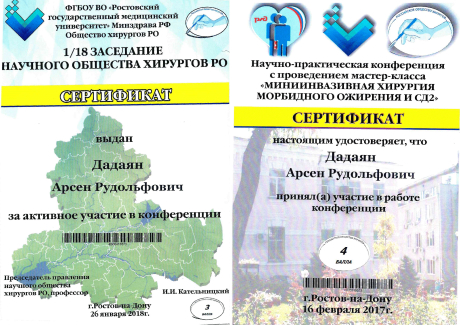 ФГБОУ ВО «Ростовский
государственный медицинский
университет» Минздрава РФ
Общество хирургов РО
1/18 ЗАСЕДАНИЕ
НАУЧНОГО ОБЩЕСТВА ХИРУРГОВ РО
СЕРТИФИКАТ
выдан
Дадаян
Арсен Рудольфович
за активное участие в конференции
Председатель правления
научного общества
хирургов РО, профессор
И.И. Кательницкий
г.Ростов-на-Дону
26 января 2018г.
3
БАЛЛА
РЖД
Научно-практическая конференция
с проведением мастер-класса
«МИНИИНВАЗИВНАЯ ХИРУРГИЯ
МОРБИДНОГО ОЖИРЕНИЯ И СД2»
СЕРТИФИКАТ
настоящим удостоверяет, что
Дадаян
Арсен Рудольфович
принял(а) участие в работе
конференции
4
БАЛЛА
г.Ростов-на-Дону
16 февраля 2017г.